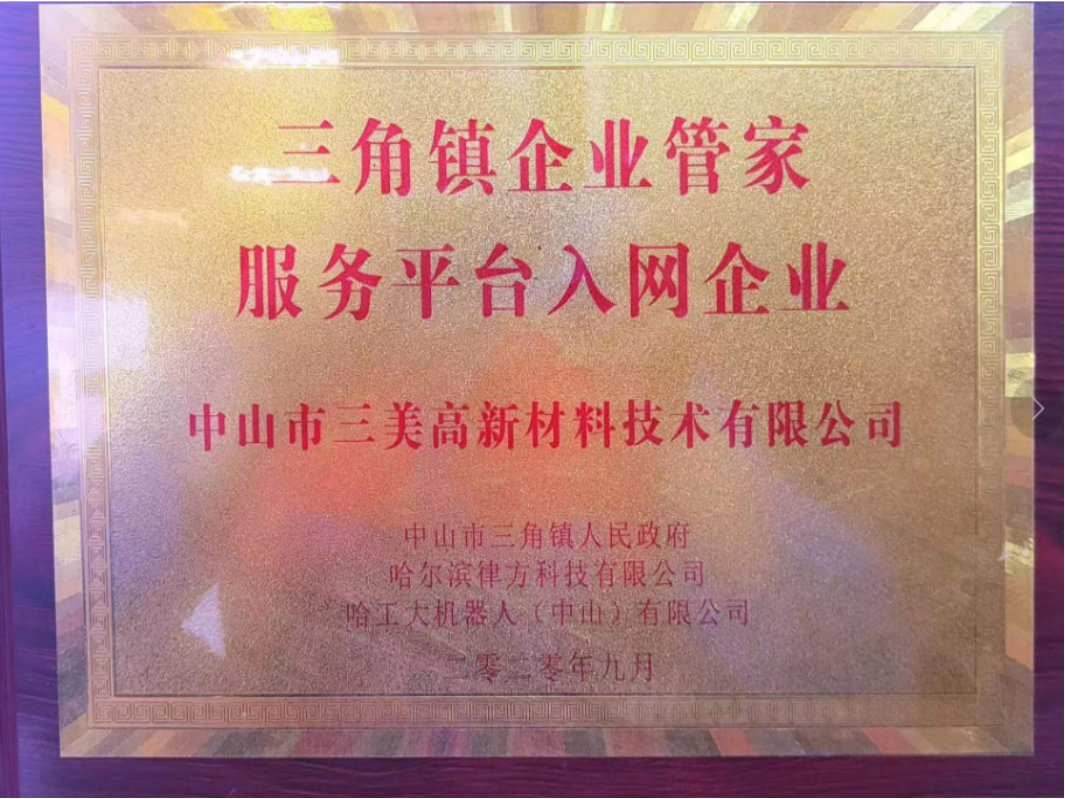 三角镇企业管家
服务平台入网企业
中山市三美高新材料技术有限公司
中山市三角镇人民政府
哈尔滨律方科技有限公司
哈工大机器人（中山）有限公司
二零二零年九月